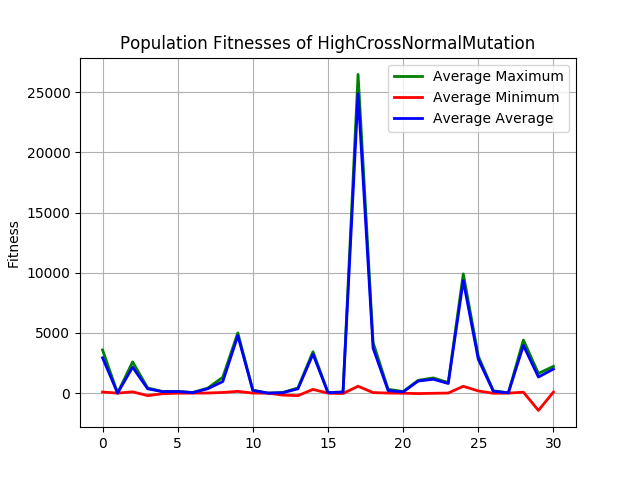 Population Fitnesses of HighCrossNormalMutation
Average Maximum
Average Minimum
Average Average
Fitness
25000
20000
15000
10000
5000
0
0 5 10 15 20 25 30